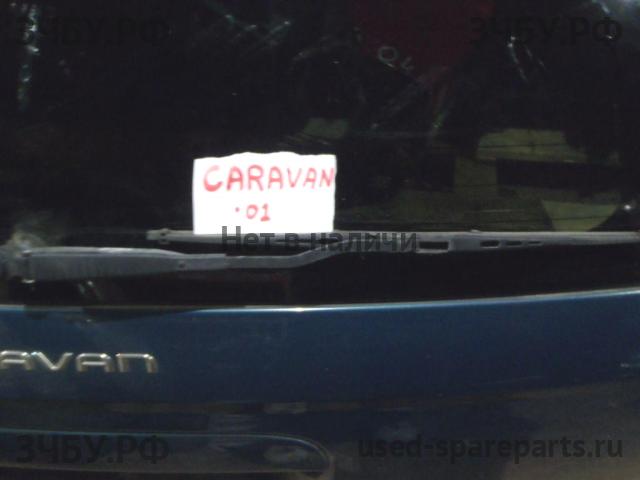 ЗЧБУ.РФ
ЗЧБУ.РФ
CARAVAN
·01
Нет в наличи
AVAN
ЗЧБУ.РФ
used-spareparts.ru